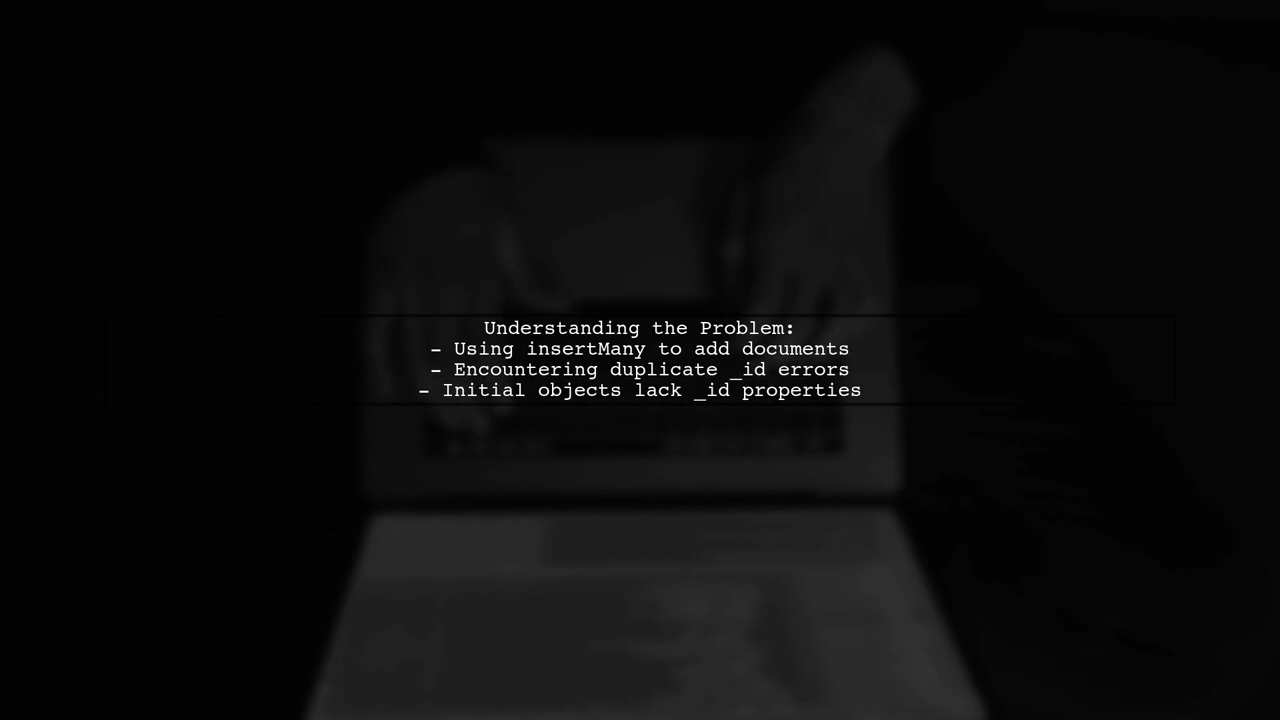 Understanding the Problem:
- Using insertMany to add documents
- Encountering duplicate _id errors
- Initial objects lack _id properties